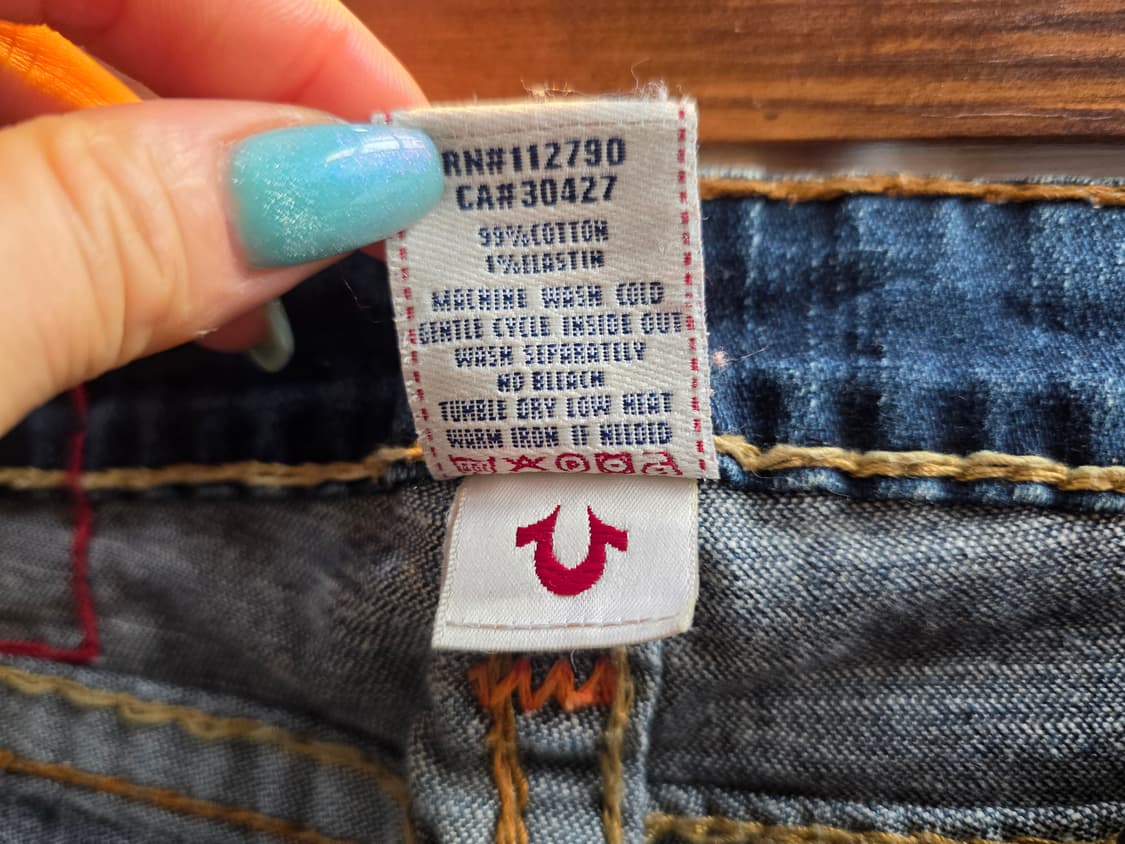 RN#112790
CA#30427
99%COTTON
1%ELASTIN
MACHINE WASH COLD
GENTLE CYCLE INSIDE OUT
WASH SEPARATELY
NO BLEACH
TUMBLE DRY LOW HEAT
WARM IRON IF NEEDED